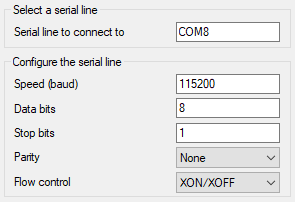 Select a serial line
Serial line to connect to COM8
Configure the serial line
Speed (baud) 115200
Data bits 8
Stop bits 1
Parity None
Flow control XON/XOFF